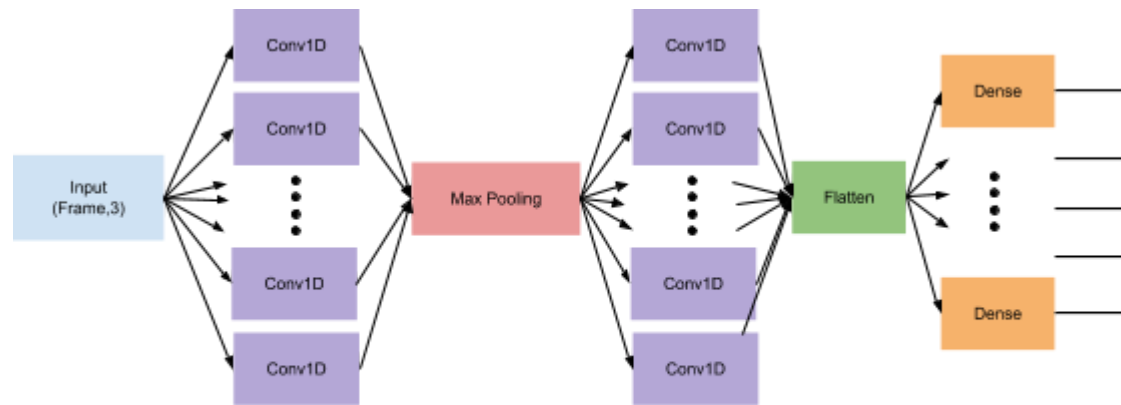 Input
(Frame,3)
Conv1D
Conv1D
Conv1D
Conv1D
Max Pooling
Conv1D
Conv1D
Conv1D
Conv1D
Flatten
Dense
Dense